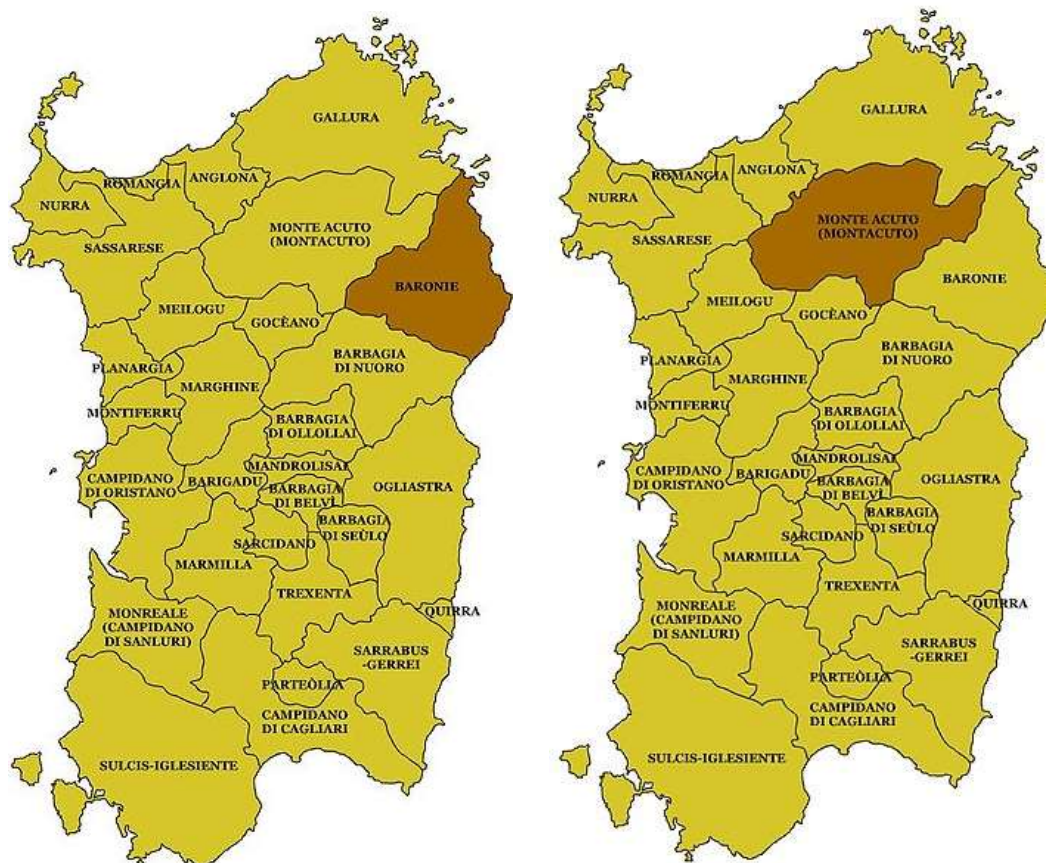 GALLURA
ROMANGIA
ANGLONA
NURRA
MONTE ACUTO
(MONTACUTO)
SASSARESE
BARONIE
MEILOGU
GOCÈANO
BARBAGIA
DI NUORO
PLANARGIA
MARGHINE
MONTIFERRU
BARBAGIA
DI OLLOLLAI
MANDROLISAI
CAMPIDANO
DI ORISTANO
BARIGADU
BARBAGIA
DI BELVÌ
OGLIASTRA
BARBAGIA
DI SEÙLO
SARCIDANO
MARMILLA
TREXENTA
MONREALE
(CAMPIDANO
DI SANLURI)
QUIRRA
SARRABUS
-GERREI
PARTEÒLLA
CAMPIDANO
DI CAGLIARI
SULCIS-IGLESIENTE
GALLURA
ROMANGIA
ANGLONA
NURRA
MONTE ACUTO
(MONTACUTO)
SASSARESE
BARONIE
MEILOGU
GOCÈANO
BARBAGIA
DI NUORO
PLANARGIA
MARGHINE
MONTIFERRU
BARBAGIA
DI OLLOLLAI
MANDROLISAI
CAMPIDANO
DI ORISTANO
BARIGADU
BARBAGIA
DI BELVÌ
OGLIASTRA
BARBAGIA
DI SEÙLO
SARCIDANO
MARMILLA
TREXENTA
MONREALE
(CAMPIDANO
DI SANLURI)
QUIRRA
SARRABUS
-GERREI
PARTEÒLLA
CAMPIDANO
DI CAGLIARI
SULCIS-IGLESIENTE